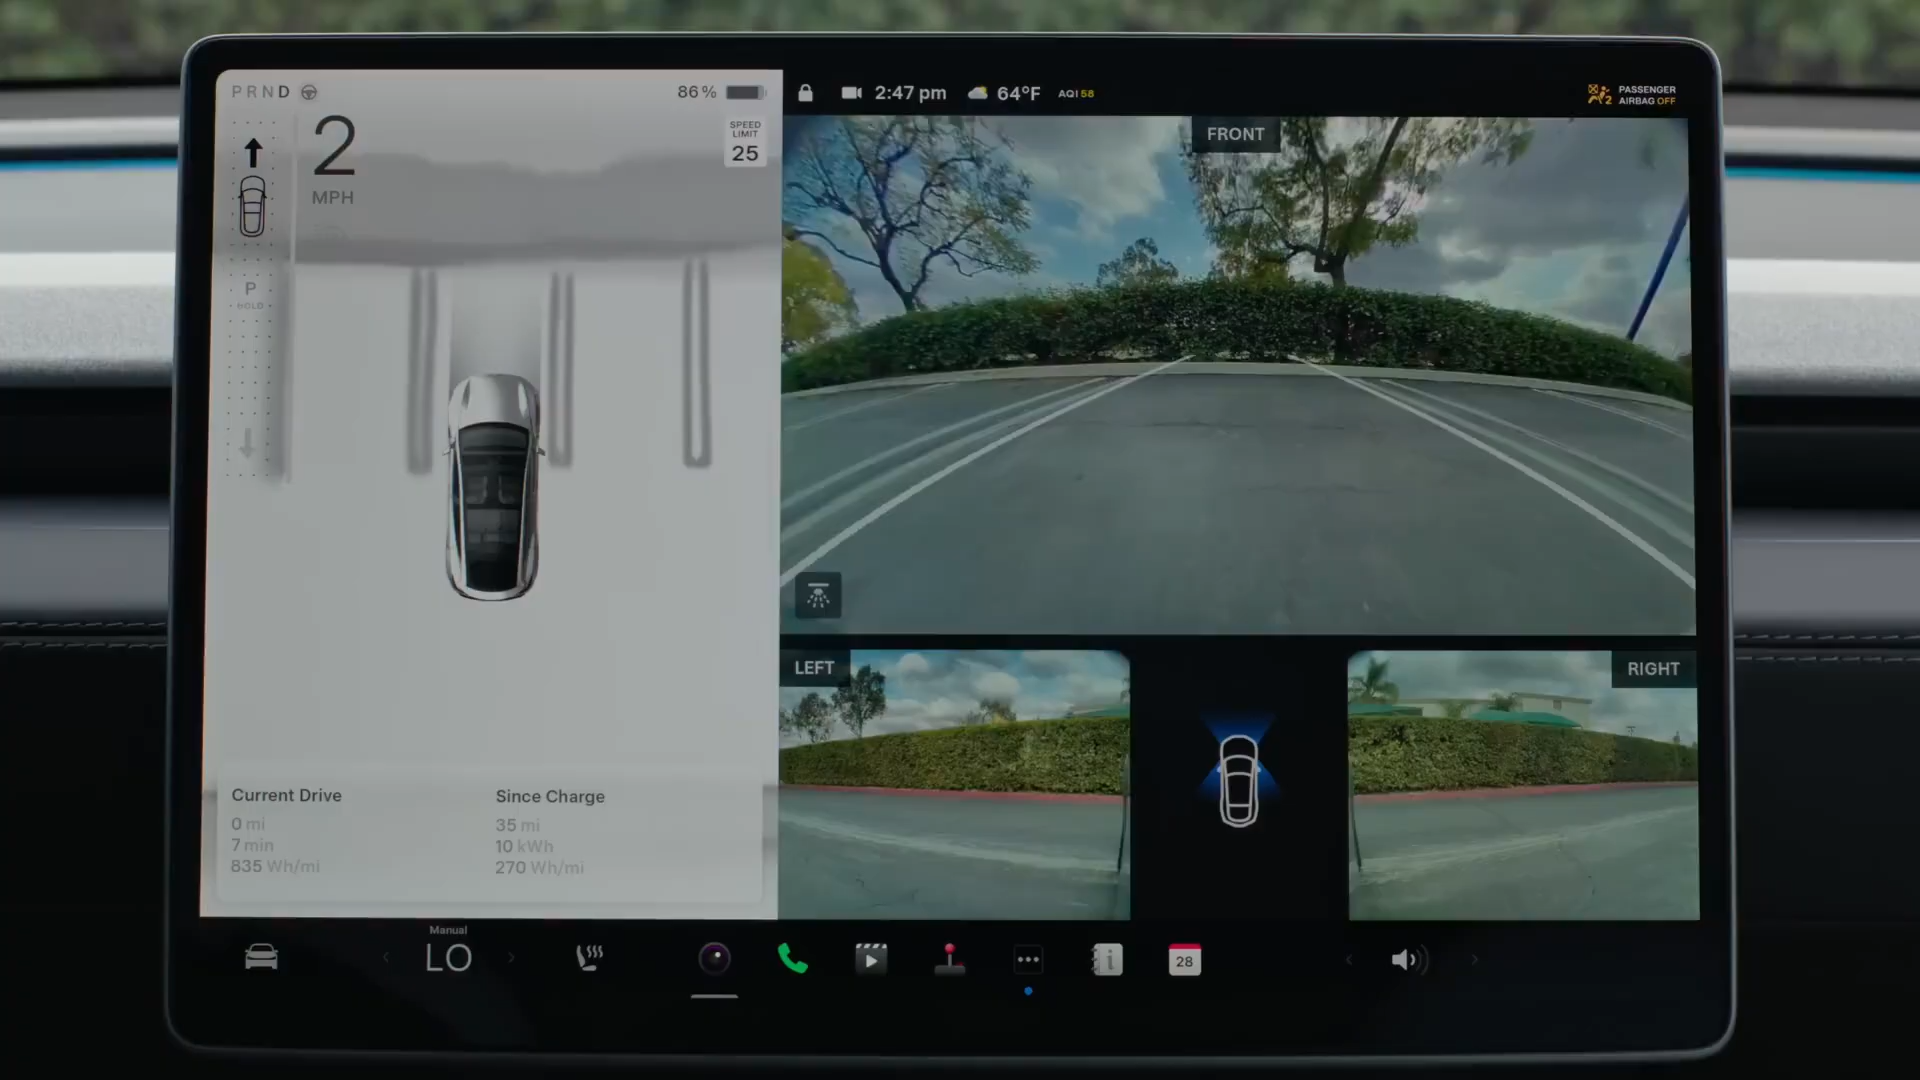 PRND
86%
2:47 pm
64°F
AQI 58
PASSENGER
AIRBAG OFF
2
MPH
SPEED
LIMIT
25
FRONT
P
HOLD
LEFT
RIGHT
Current Drive
0 mi
7 min
835 Wh/mi
Since Charge
35 mi
10 kWh
270 Wh/mi
Manual
LO
28